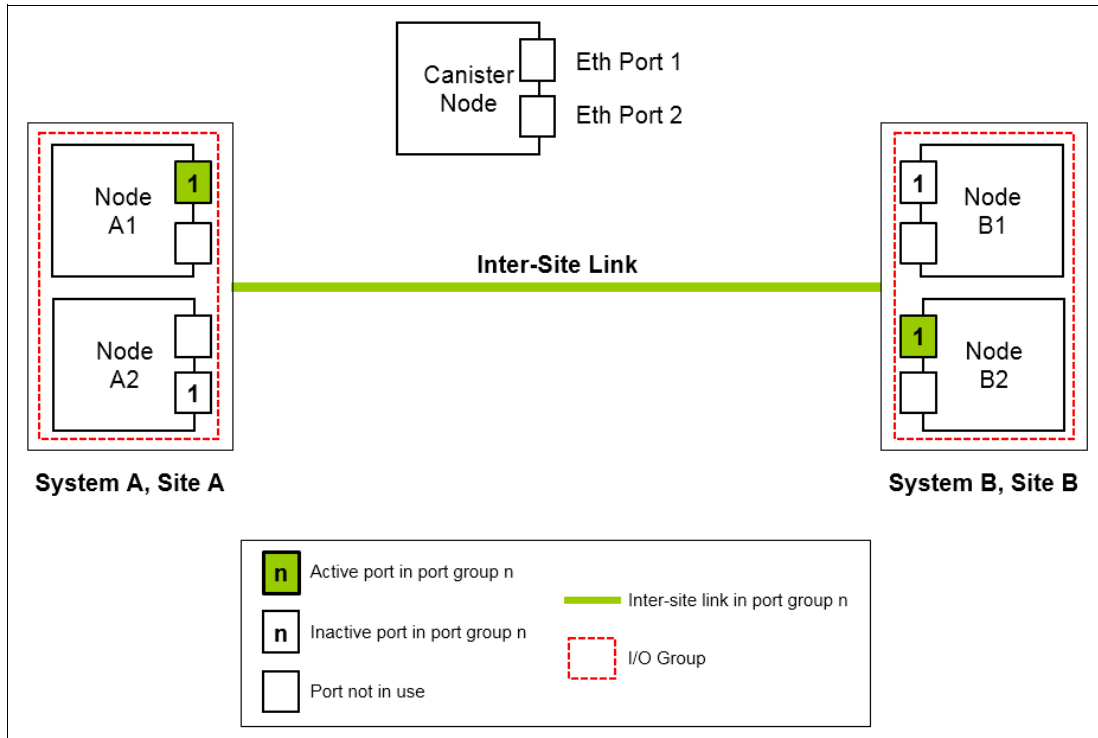 Canister
Node
Eth Port 1
Eth Port 2
Node
A1
1
Node
A2
1
Inter-Site Link
1
Node
B1
1
Node
B2
System A, Site A
System B, Site B
n
Active port in port group n
n
Inactive port in port group n
Port not in use
Inter-site link in port group n
I/O Group